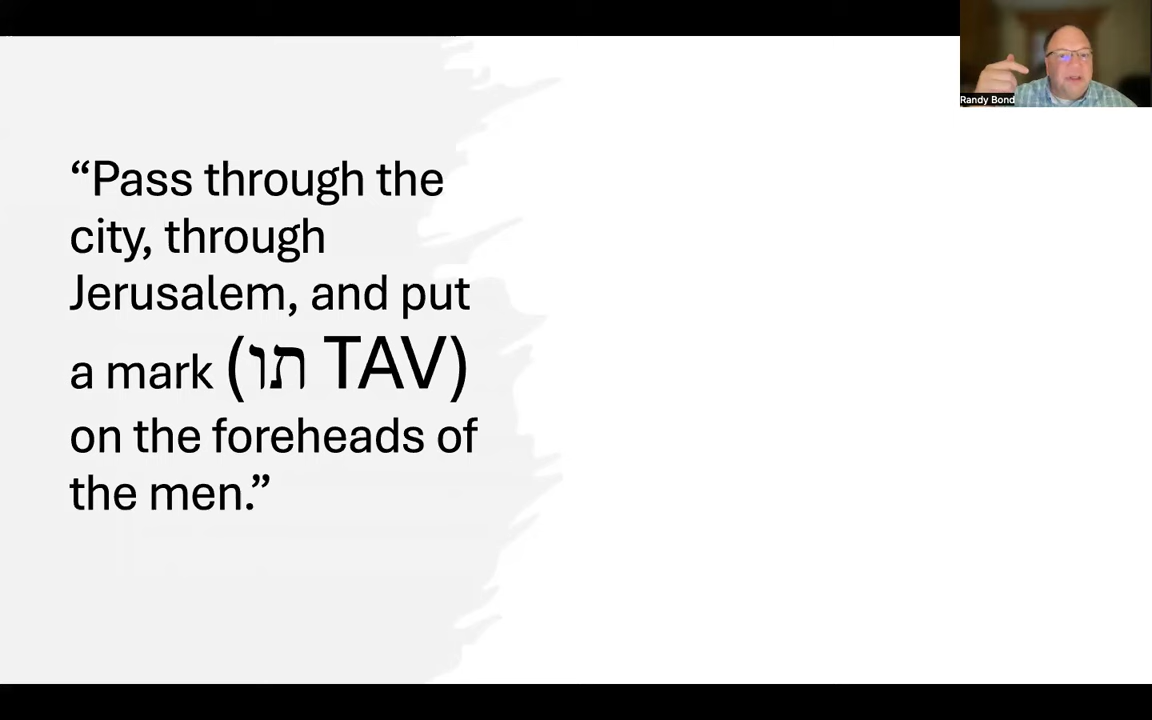 Randy Bond
“Pass through the
city, through
Jerusalem, and put
a mark (תו TAV)
on the foreheads of
the men.”